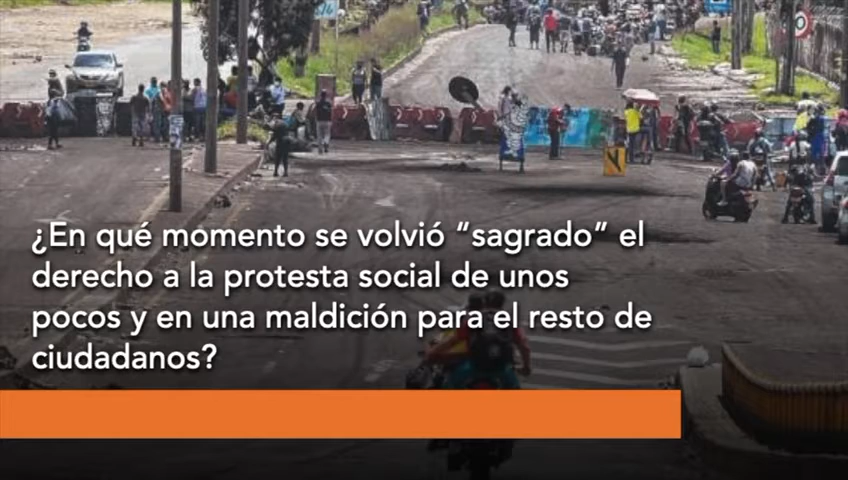 ¿En qué momento se volvió “sagrado” el
derecho a la protesta social de unos
pocos y en una maldición para el resto de
ciudadanos?